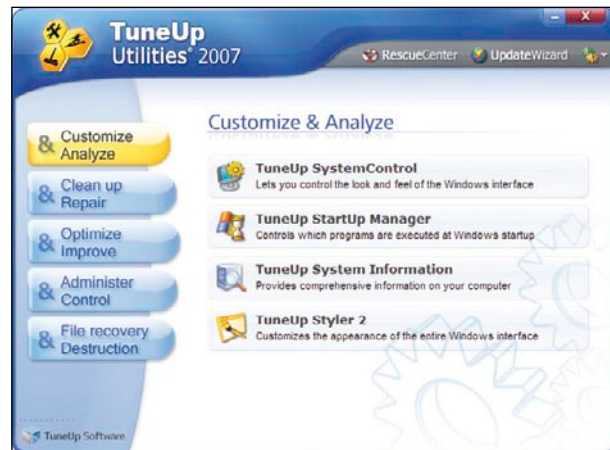 TuneUp
Utilities® 2007
RescueCenter UpdateWizard
Customize & Analyze
& Customize
Analyze
& Clean up
Repair
& Optimize
Improve
& Administer
Control
& File recovery
Destruction
TuneUp SystemControl
Lets you control the look and feel of the Windows interface
TuneUp StartUp Manager
Controls which programs are executed at Windows startup
TuneUp System Information
Provides comprehensive information on your computer
TuneUp Styler 2
Customizes the appearance of the entire Windows interface
TuneUp Software